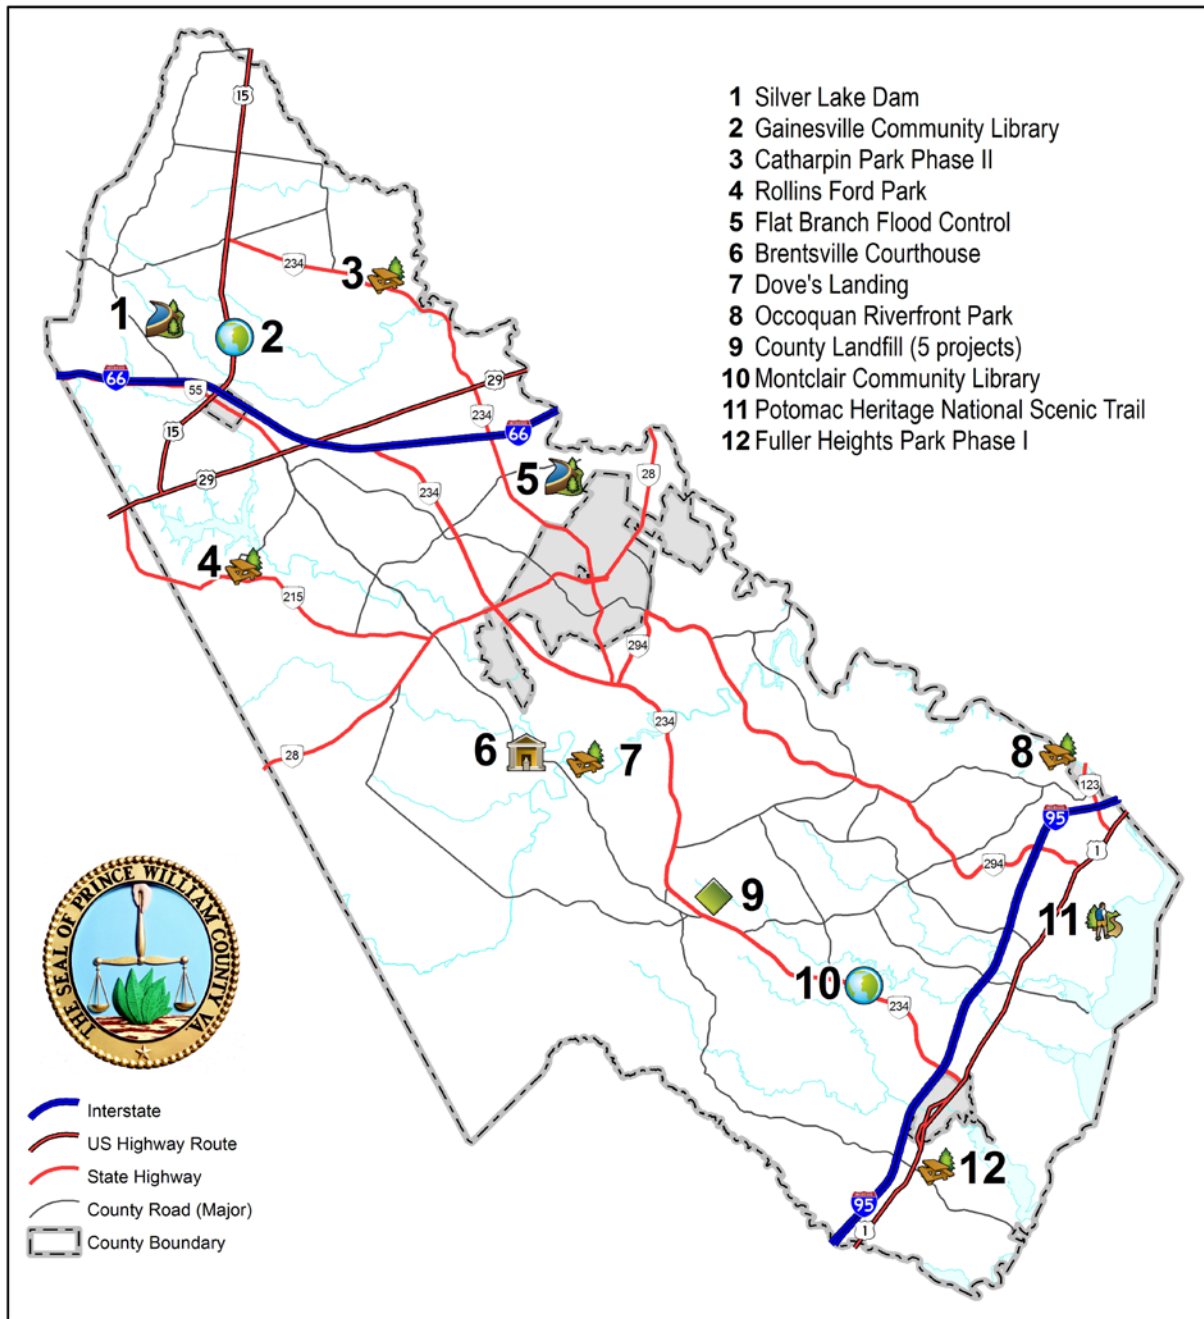 1 Silver Lake Dam
2 Gainesville Community Library
3 Catharpin Park Phase II
4 Rollins Ford Park
5 Flat Branch Flood Control
6 Brentsville Courthouse
7 Dove's Landing
8 Occoquan Riverfront Park
9 County Landfill (5 projects)
10 Montclair Community Library
11 Potomac Heritage National Scenic Trail
12 Fuller Heights Park Phase I
15
234
3
1
2
66
55
29
15
234
66
29
5
28
234
4
215
294
234
28
6
7
8
123
95
1
294
9
11
10
234
12
95
1
THE SEAL OF PRINCE WILLIAM COUNTY VA.
Interstate
US Highway Route
State Highway
County Road (Major)
County Boundary